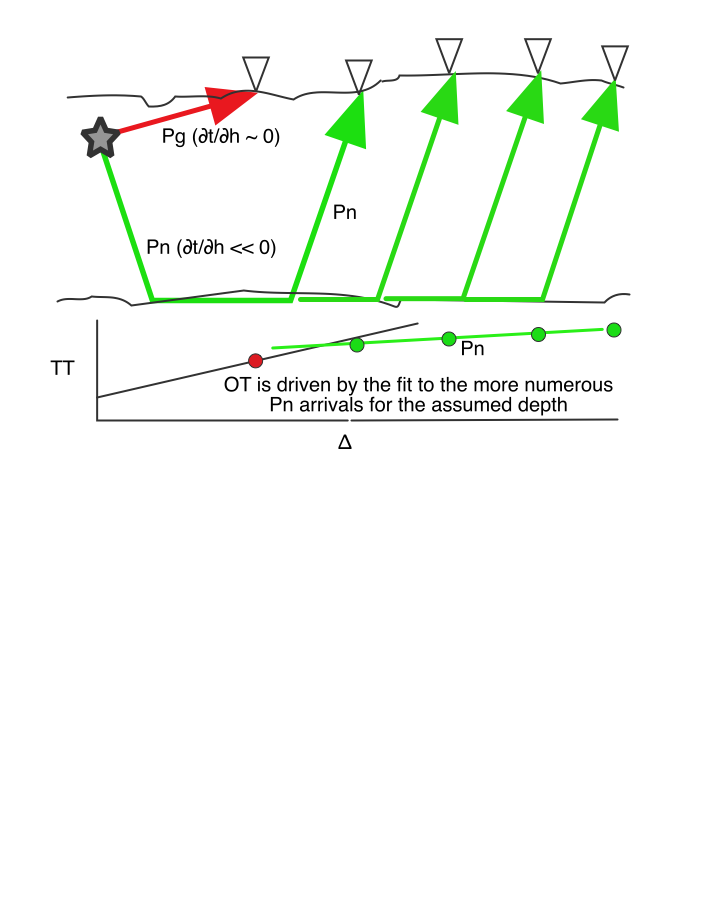 Pg (∂t/∂h ~ 0)
Pn
Pn (∂t/∂h << 0)
TT
Pn
OT is driven by the fit to the more numerous
Pn arrivals for the assumed depth
Δ